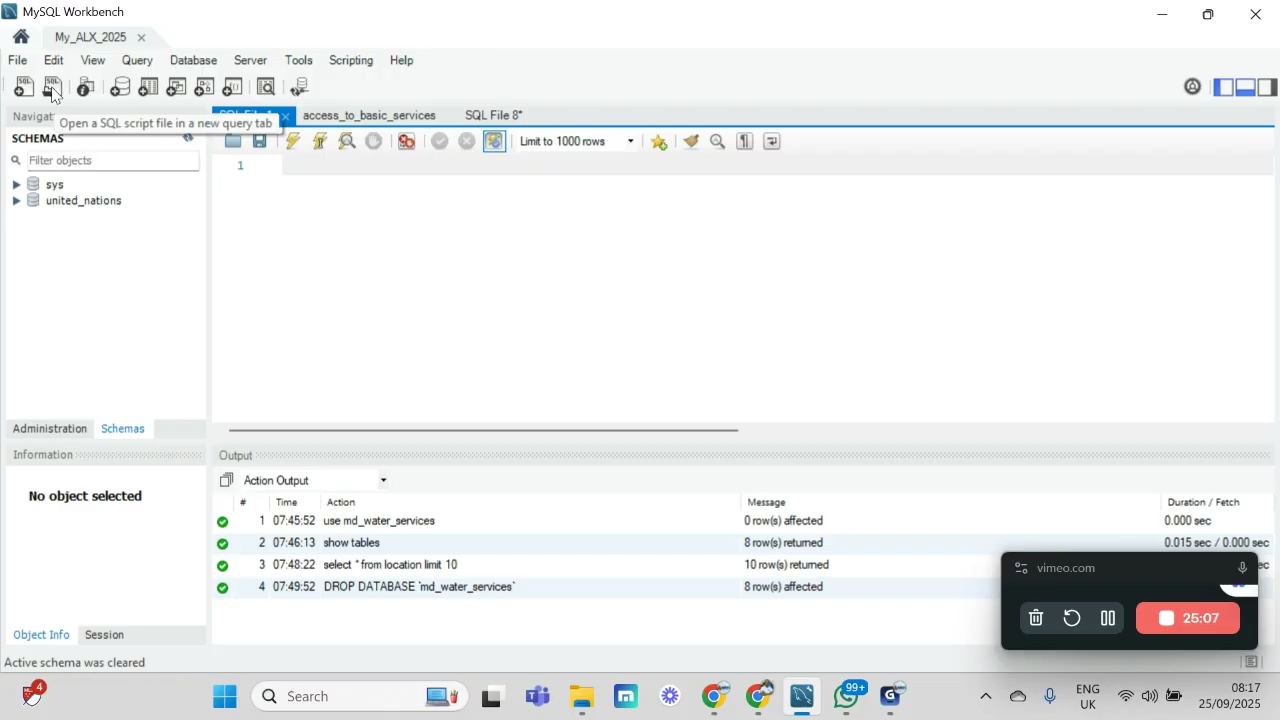 MySQL Workbench
My_ALX_2025
File Edit View Query Database Server Tools Scripting Help
SQL File access_to_basic_services SQL File 8*
Open a SQL script file in a new query tab
SCHEMAS
Limit to 1000 rows
Filter objects
1
sys
united_nations
Administration Schemas
Information
Output
Action Output
No object selected
# Time Action Message Duration / Fetch
1 07:45:52 use md_water_services 0 row(s) affected 0.000 sec
2 07:46:13 show tables 8 row(s) returned 0.015 sec / 0.000 sec
3 07:48:22 select * from location limit 10 10 row(s) returned
4 07:49:52 DROP DATABASE `md_water_services` 8 row(s) affected
vimeo.com
25:07
Object Info Session
Active schema was cleared
4
Search
99+
ENG
UK
08:17
25/09/2025